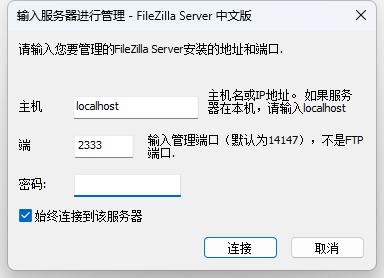 输入服务器进行管理 - FileZilla Server 中文版
请输入您要管理的FileZilla Server安装的地址和端口.
主机
localhost
主机名或IP地址。 如果服务
器在本机，请输入localhost
端
2333
输入管理端口（默认为14147），不是FTP
端口.
密码:
始终连接到该服务器
连接
取消